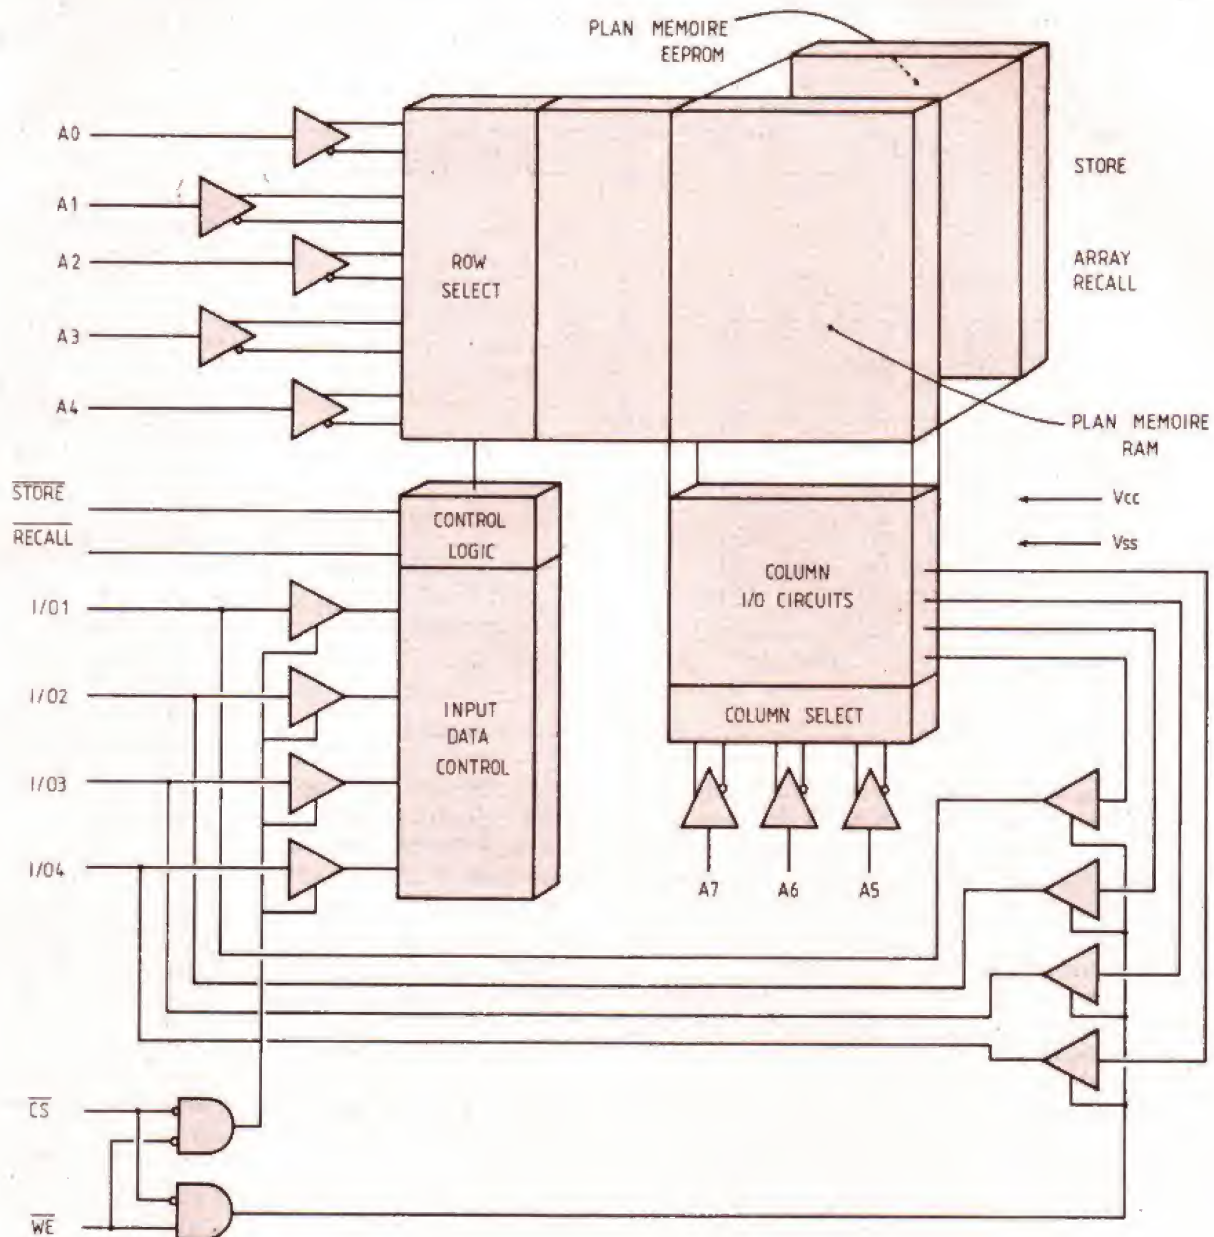 PLAN MEMOIRE
EEPROM
A0
A1
A2
A3
A4
ROW
SELECT
STORE
ARRAY
RECALL
PLAN MEMOIRE
RAM
STORE
RECALL
CONTROL
LOGIC
I/O1
I/O2
I/O3
I/O4
INPUT
DATA
CONTROL
COLUMN
I/O CIRCUITS
COLUMN SELECT
Vcc
Vss
A7
A6
A5
CS
WE